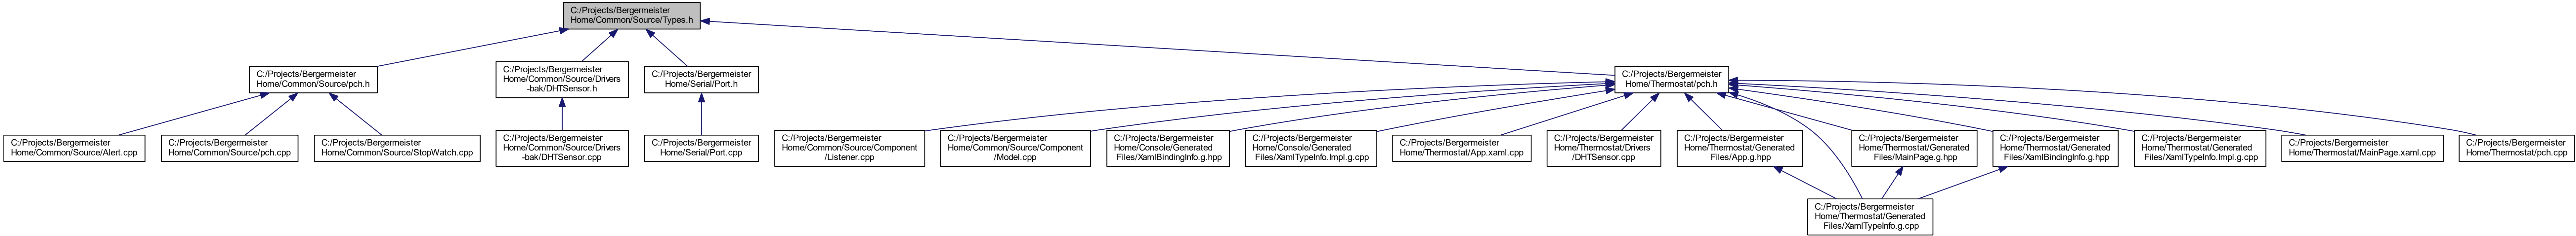 C:/Projects/Bergermeister
Home/Common/Source/Types.h
C:/Projects/Bergermeister
Home/Common/Source/pch.h
C:/Projects/Bergermeister
Home/Common/Source/Drivers
-bak/DHTSensor.h
C:/Projects/Bergermeister
Home/Serial/Port.h
C:/Projects/Bergermeister
Home/Thermostat/pch.h
C:/Projects/Bergermeister
Home/Common/Source/Alert.cpp
C:/Projects/Bergermeister
Home/Common/Source/pch.cpp
C:/Projects/Bergermeister
Home/Common/Source/StopWatch.cpp
C:/Projects/Bergermeister
Home/Common/Source/Drivers
-bak/DHTSensor.cpp
C:/Projects/Bergermeister
Home/Serial/Port.cpp
C:/Projects/Bergermeister
Home/Common/Source/Component
/Listener.cpp
C:/Projects/Bergermeister
Home/Common/Source/Component
/Model.cpp
C:/Projects/Bergermeister
Home/Console/Generated
Files/XamlBindingInfo.g.hpp
C:/Projects/Bergermeister
Home/Console/Generated
Files/XamlTypeInfo.Impl.g.cpp
C:/Projects/Bergermeister
Home/Thermostat/App.xaml.cpp
C:/Projects/Bergermeister
Home/Thermostat/Drivers
/DHTSensor.cpp
C:/Projects/Bergermeister
Home/Thermostat/Generated
Files/App.g.hpp
C:/Projects/Bergermeister
Home/Thermostat/Generated
Files/MainPage.g.hpp
C:/Projects/Bergermeister
Home/Thermostat/Generated
Files/XamlBindingInfo.g.hpp
C:/Projects/Bergermeister
Home/Thermostat/Generated
Files/XamlTypeInfo.Impl.g.cpp
C:/Projects/Bergermeister
Home/Thermostat/MainPage.xaml.cpp
C:/Projects/Bergermeister
Home/Thermostat/pch.cpp
C:/Projects/Bergermeister
Home/Thermostat/Generated
Files/XamlTypeInfo.g.cpp